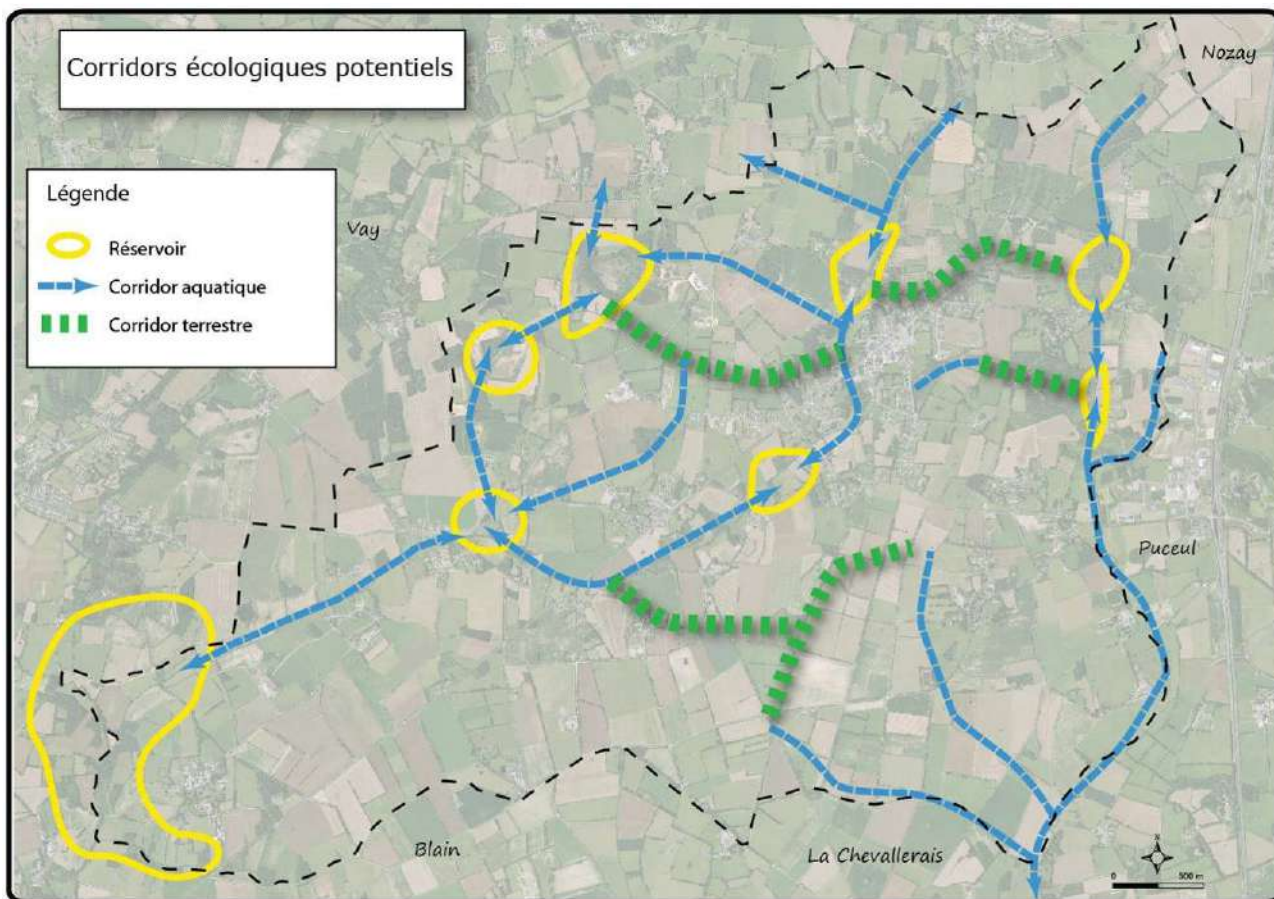 Corridors écologiques potentiels
Nozay
Légende
Vay
Réservoir
Corridor aquatique
Corridor terrestre
Puceul
Blain
La Chevallerais
N
0 500 m